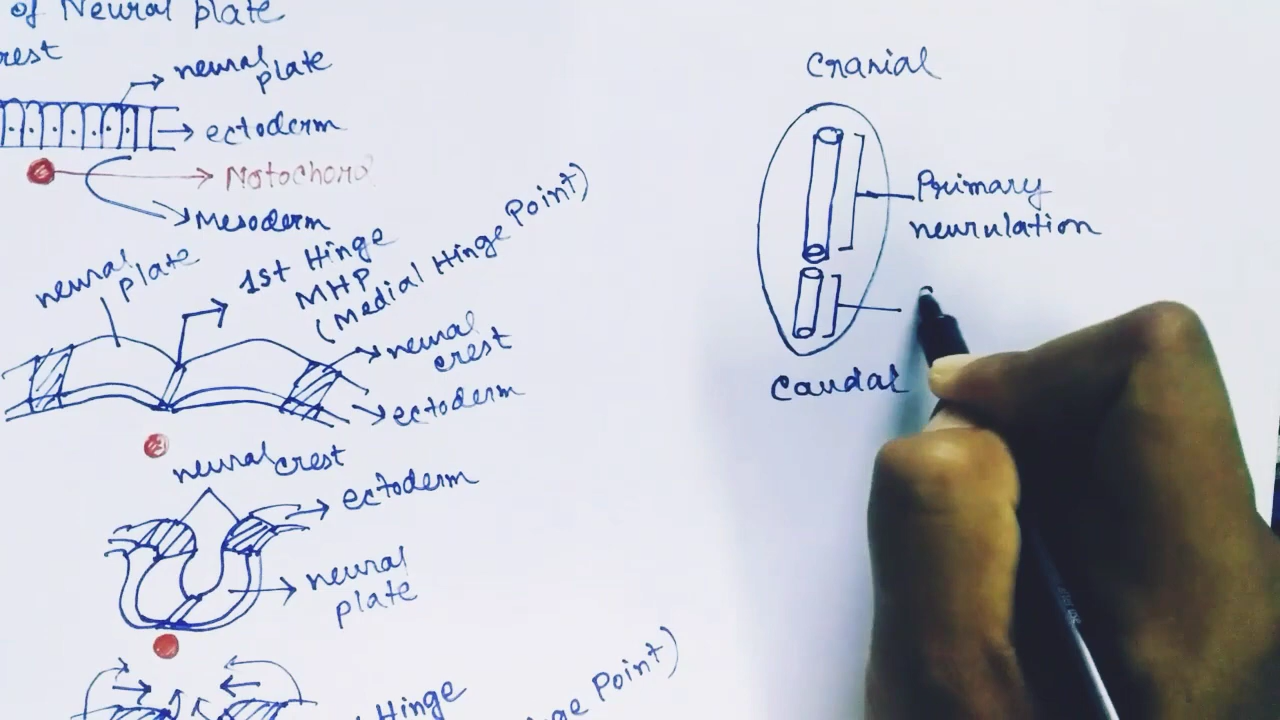 of Neural plate
rest
neural
plate
ectoderm
Notochord
Mesoderm
neural
plate
1st Hinge
MHP
(Medial Hinge Point)
neural
crest
ectoderm
neural crest
ectoderm
neural
plate
Hinge
nge Point)
Cranial
Primary
neurulation
Caudal